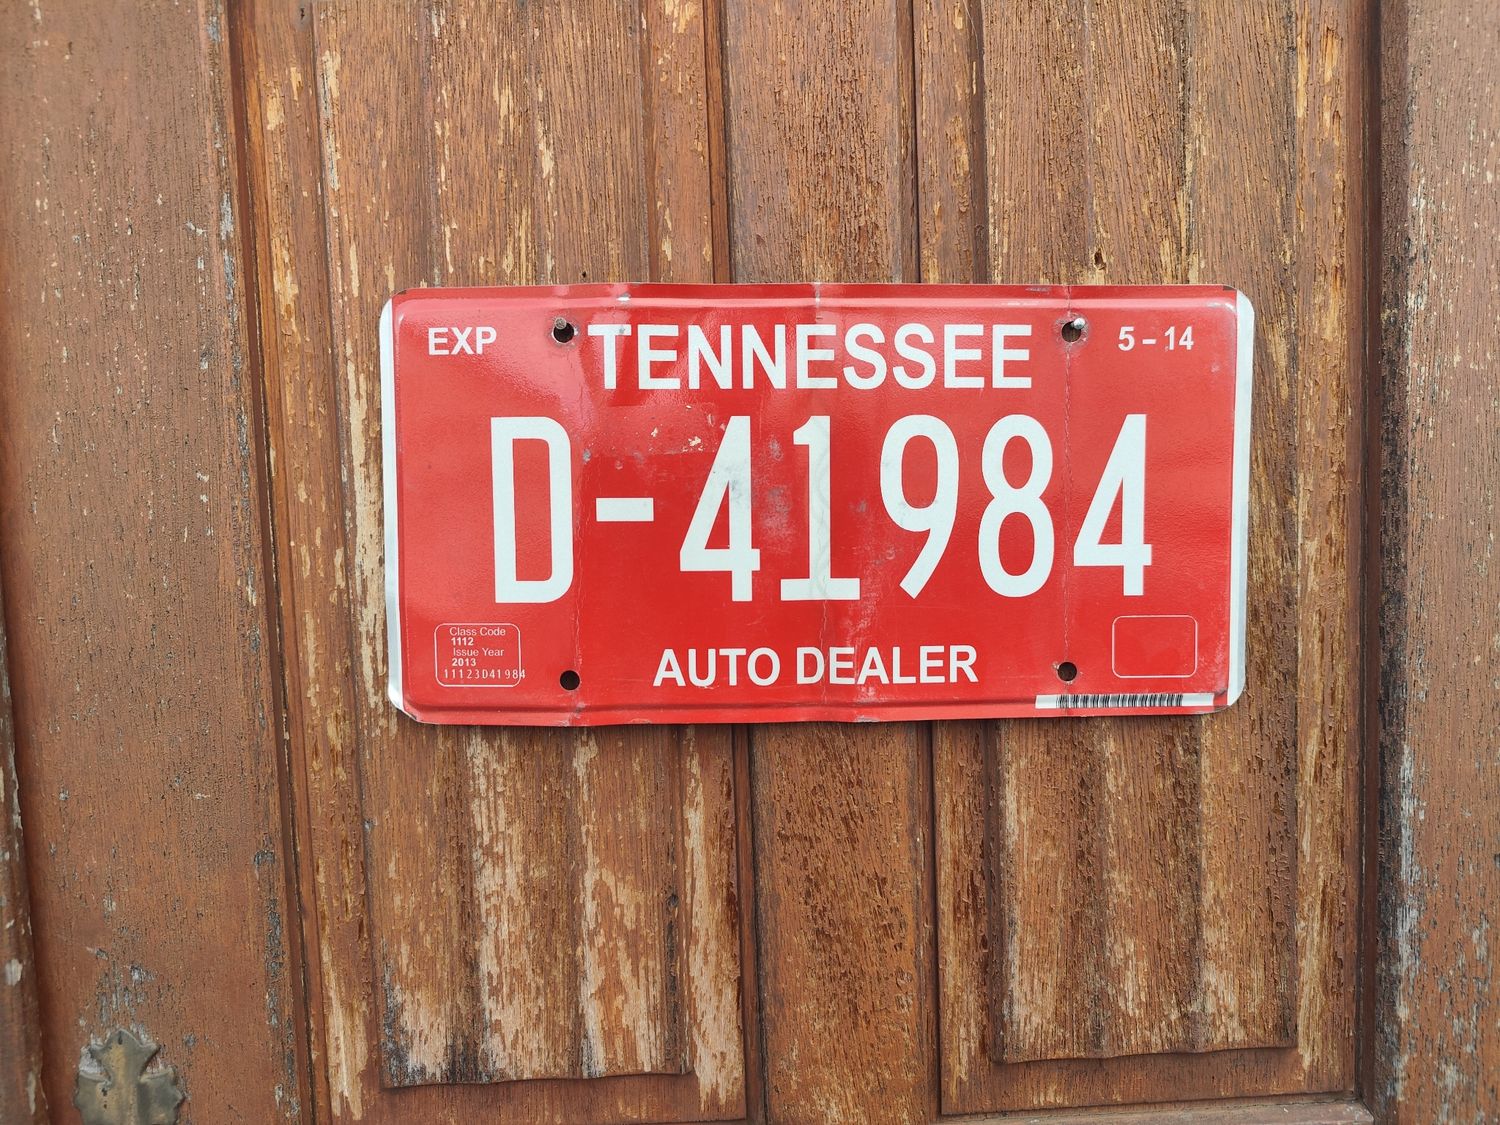 EXP TENNESSEE 5-14
D-41984
Class Code
1112
Issue Year
2013
11123D41984
AUTO DEALER